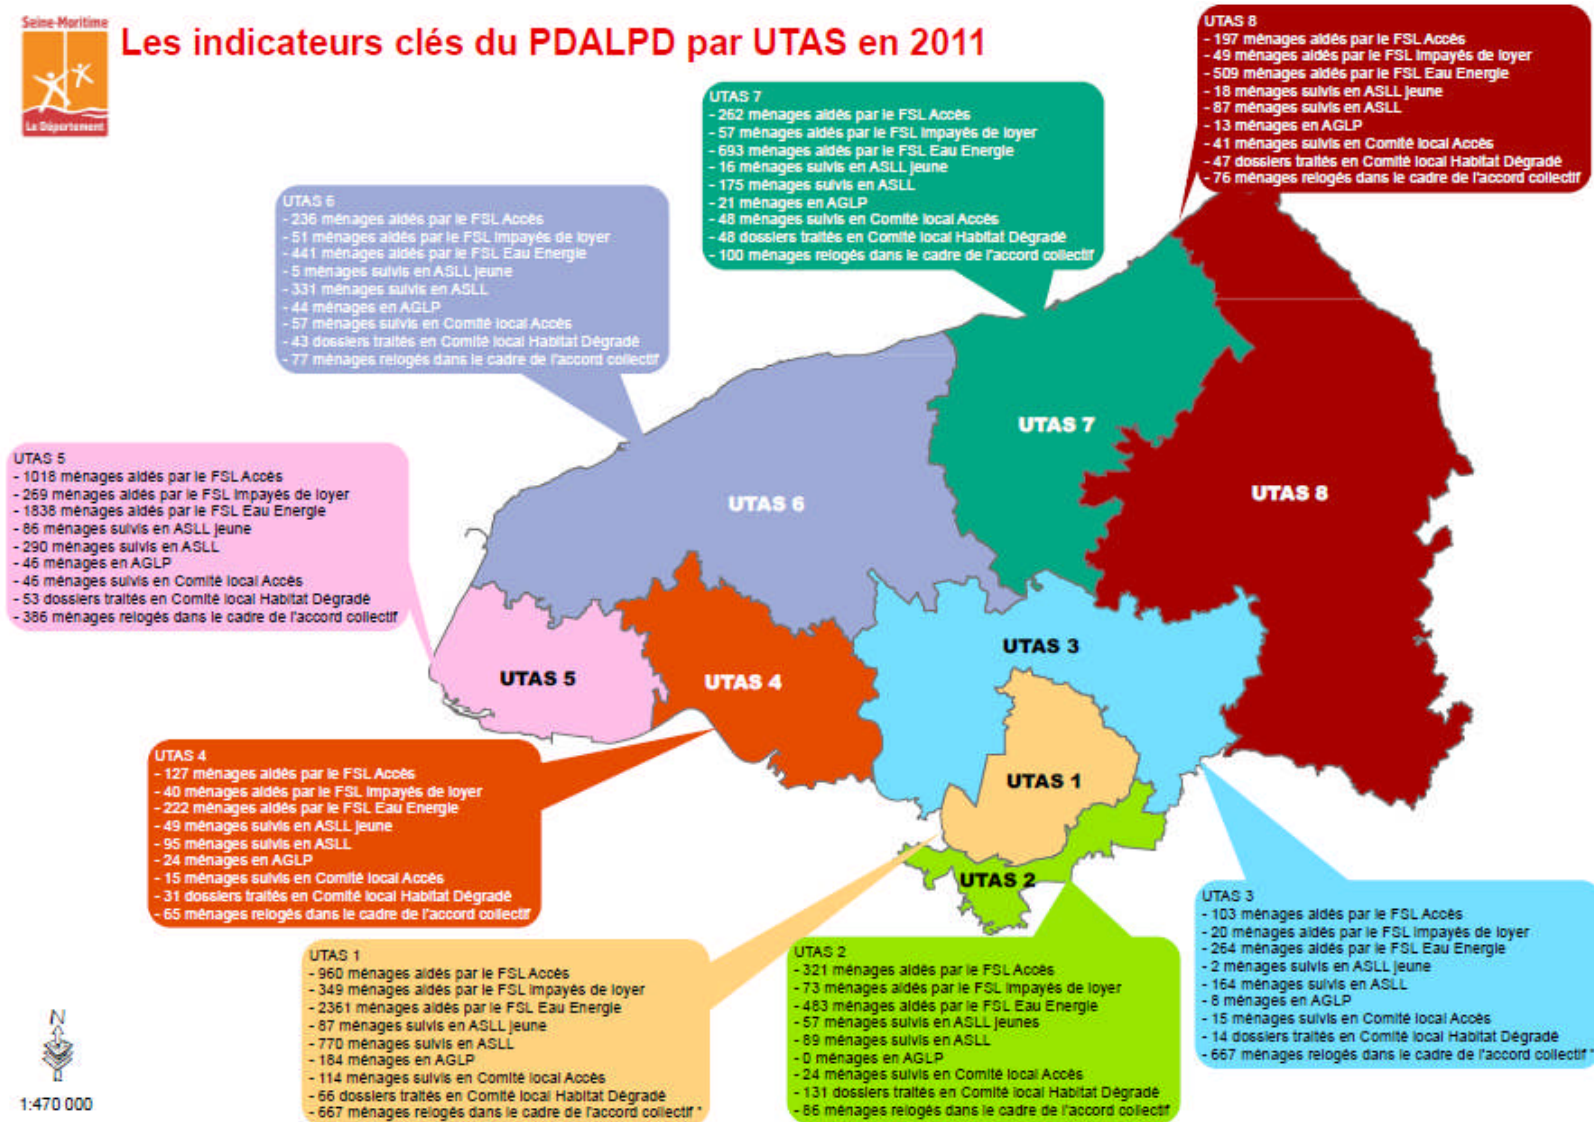 Seine-Maritime
Le Département
Les indicateurs clés du PDALPD par UTAS en 2011
UTAS 8
- 197 ménages aidés par le FSL Accès
- 49 ménages aidés par le FSL Impayés de loyer
- 509 ménages aidés par le FSL Eau Energie
- 18 ménages suivis en ASLL jeune
- 87 ménages suivis en ASLL
- 13 ménages en AGLP
- 41 ménages suivis en Comité local Accès
- 47 dossiers traités en Comité local Habitat Dégradé
- 76 ménages relogés dans le cadre de l'accord collectif
UTAS 7
- 262 ménages aidés par le FSL Accès
- 57 ménages aidés par le FSL Impayés de loyer
- 693 ménages aidés par le FSL Eau Energie
- 16 ménages suivis en ASLL jeune
- 175 ménages suivis en ASLL
- 21 ménages en AGLP
- 48 ménages suivis en Comité local Accès
- 48 dossiers traités en Comité local Habitat Dégradé
- 100 ménages relogés dans le cadre de l'accord collectif
UTAS 6
- 236 ménages aidés par le FSL Accès
- 51 ménages aidés par le FSL Impayés de loyer
- 441 ménages aidés par le FSL Eau Energie
- 5 ménages suivis en ASLL jeune
- 331 ménages suivis en ASLL
- 44 ménages en AGLP
- 57 ménages suivis en Comité local Accès
- 43 dossiers traités en Comité local Habitat Dégradé
- 77 ménages relogés dans le cadre de l'accord collectif
UTAS 5
- 1018 ménages aidés par le FSL Accès
- 269 ménages aidés par le FSL Impayés de loyer
- 1838 ménages aidés par le FSL Eau Energie
- 86 ménages suivis en ASLL jeune
- 290 ménages suivis en ASLL
- 46 ménages en AGLP
- 46 ménages suivis en Comité local Accès
- 53 dossiers traités en Comité local Habitat Dégradé
- 386 ménages relogés dans le cadre de l'accord collectif
UTAS 7
UTAS 8
UTAS 6
UTAS 3
UTAS 5
UTAS 4
UTAS 1
UTAS 2
UTAS 4
- 127 ménages aidés par le FSL Accès
- 40 ménages aidés par le FSL Impayés de loyer
- 222 ménages aidés par le FSL Eau Energie
- 49 ménages suivis en ASLL jeune
- 95 ménages suivis en ASLL
- 24 ménages en AGLP
- 15 ménages suivis en Comité local Accès
- 31 dossiers traités en Comité local Habitat Dégradé
- 65 ménages relogés dans le cadre de l'accord collectif
UTAS 3
- 103 ménages aidés par le FSL Accès
- 20 ménages aidés par le FSL Impayés de loyer
- 264 ménages aidés par le FSL Eau Energie
- 2 ménages suivis en ASLL jeune
- 164 ménages suivis en ASLL
- 8 ménages en AGLP
- 15 ménages suivis en Comité local Accès
- 14 dossiers traités en Comité local Habitat Dégradé
- 667 ménages relogés dans le cadre de l'accord collectif *
UTAS 1
- 960 ménages aidés par le FSL Accès
- 349 ménages aidés par le FSL Impayés de loyer
- 2361 ménages aidés par le FSL Eau Energie
- 87 ménages suivis en ASLL jeune
- 770 ménages suivis en ASLL
- 184 ménages en AGLP
- 114 ménages suivis en Comité local Accès
- 66 dossiers traités en Comité local Habitat Dégradé
- 667 ménages relogés dans le cadre de l'accord collectif *
UTAS 2
- 321 ménages aidés par le FSL Accès
- 73 ménages aidés par le FSL Impayés de loyer
- 483 ménages aidés par le FSL Eau Energie
- 57 ménages suivis en ASLL jeunes
- 89 ménages suivis en ASLL
- 0 ménages en AGLP
- 24 ménages suivis en Comité local Accès
- 131 dossiers traités en Comité local Habitat Dégradé
- 86 ménages relogés dans le cadre de l'accord collectif
N
1:470 000